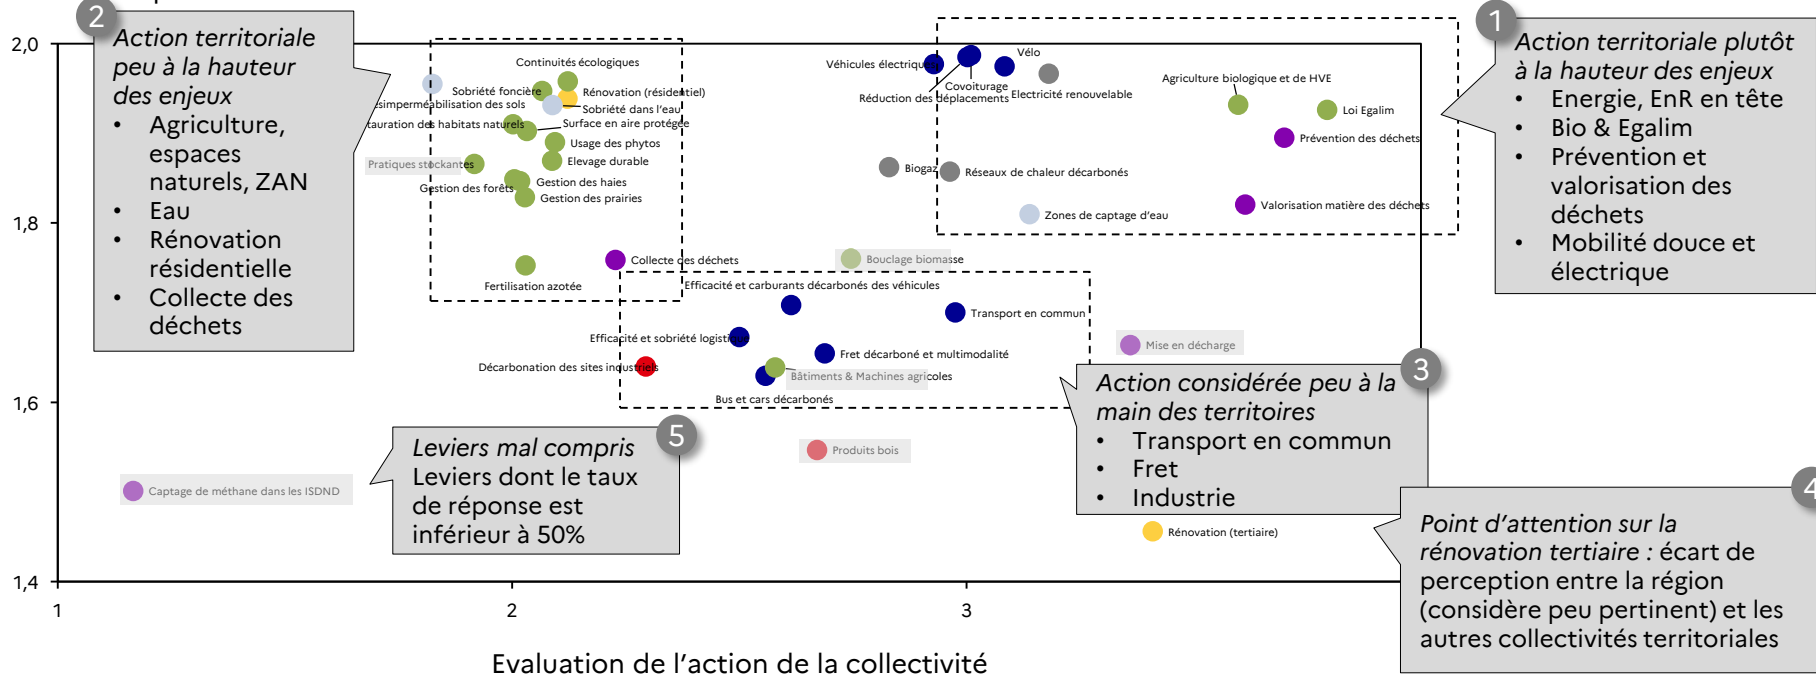 2
Action territoriale
peu à la hauteur
des enjeux
• Agriculture,
espaces
naturels, ZAN
• Eau
• Rénovation
résidentielle
• Collecte des
déchets
1
Action territoriale plutôt
à la hauteur des enjeux
• Energie, EnR en tête
• Bio & Egalim
• Prévention et
valorisation des
déchets
• Mobilité douce et
électrique
2,0
1,8
1,6
1,4
Continuités écologiques
Sobriété foncière
Rénovation (résidentiel)
ésimperméabilisation des sols
Sobriété dans l'eau
tauration des habitats naturels
Surface en aire protégée
Usage des phytos
Pratiques stockantes
Elevage durable
Gestion des forêts
Gestion des haies
Gestion des prairies
Fertilisation azotée
Collecte des déchets
Véhicules électriques
Vélo
Covoiturage
Réduction des déplacements
Electricité renouvelable
Agriculture biologique et de HVE
Loi Egalim
Prévention des déchets
Biogaz
Réseaux de chaleur décarbonés
Zones de captage d'eau
Valorisation matière des déchets
Bouclage biomasse
Efficacité et carburants décarbonés des véhicules
Transport en commun
Efficacité et sobriété logistique
Fret décarboné et multimodalité
Décarbonation des sites industriels
Bâtiments & Machines agricoles
Bus et cars décarbonés
Mise en décharge
Produits bois
Captage de méthane dans les ISDND
Rénovation (tertiaire)
3
Action considérée peu à la
main des territoires
• Transport en commun
• Fret
• Industrie
5
Leviers mal compris
Leviers dont le taux
de réponse est
inférieur à 50%
4
Point d'attention sur la
rénovation tertiaire : écart de
perception entre la région
(considère peu pertinent) et les
autres collectivités territoriales
1
2
3
Evaluation de l'action de la collectivité